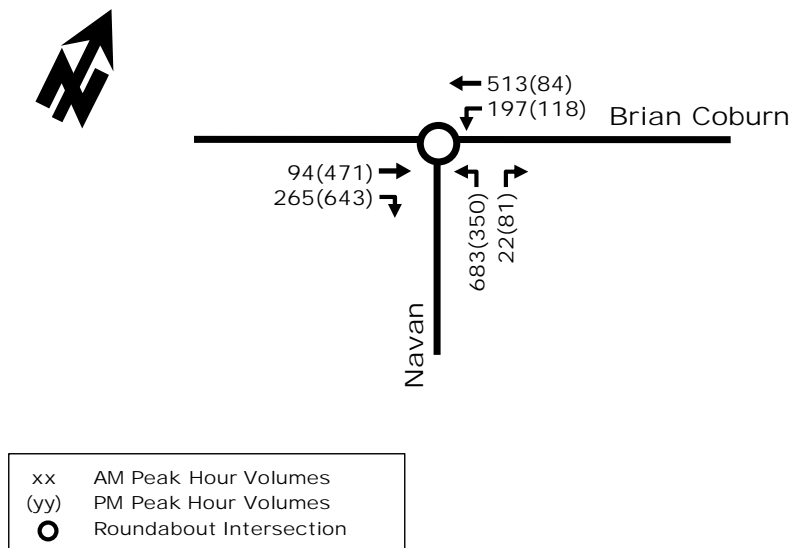 513(84)
197(118)
Brian Coburn
94(471)
265(643)
683(350)
22(81)
Navan
xx AM Peak Hour Volumes
(yy) PM Peak Hour Volumes
Roundabout Intersection